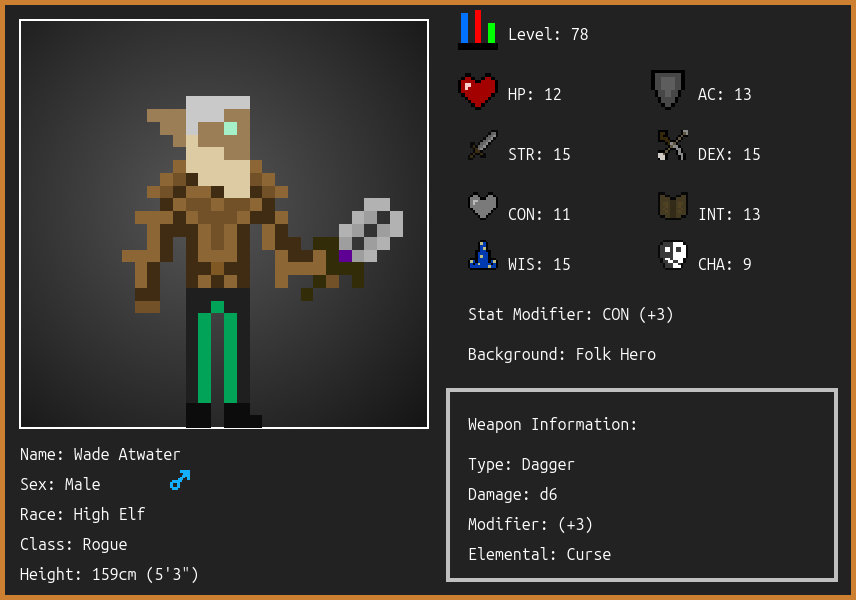 Level: 78
HP: 12
AC: 13
STR: 15
DEX: 15
CON: 11
INT: 13
WIS: 15
CHA: 9
Stat Modifier: CON (+3)
Background: Folk Hero
Weapon Information:
Type: Dagger
Damage: d6
Modifier: (+3)
Elemental: Curse
Name: Wade Atwater
Sex: Male
Race: High Elf
Class: Rogue
Height: 159cm (5'3")